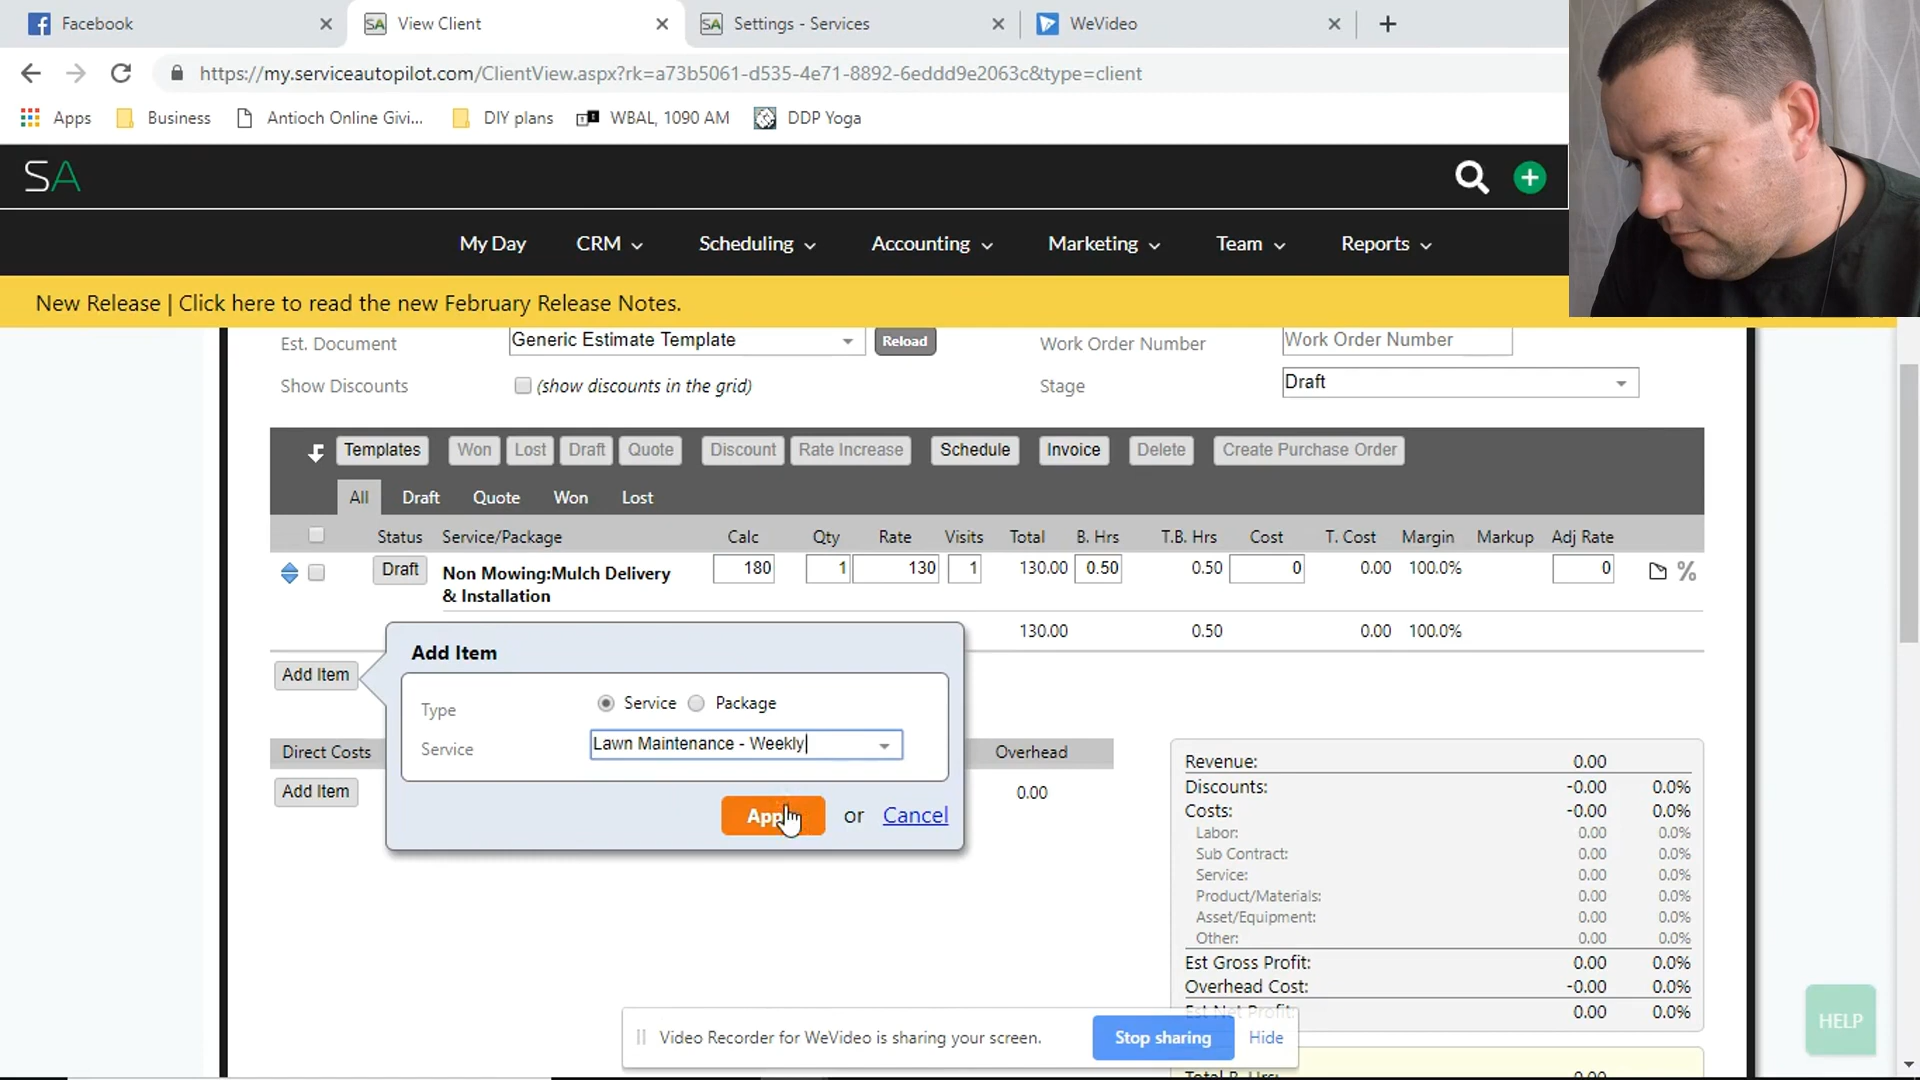 Facebook
View Client
Settings - Services
WeVideo
https://my.serviceautopilot.com/ClientView.aspx?rk=a73b5061-d535-4e71-8892-6eddd9e2063c&type=client
Apps Business Antioch Online Givi... DIY plans WBAL, 1090 AM DDP Yoga
SA
My Day CRM Scheduling Accounting Marketing Team Reports
New Release | Click here to read the new February Release Notes.
Est. Document Generic Estimate Template Reload Work Order Number Work Order Number
Show Discounts (show discounts in the grid) Stage Draft
Templates Won Lost Draft Quote Discount Rate Increase Schedule Invoice Delete Create Purchase Order
All Draft Quote Won Lost
Status Service/Package Calc Qty Rate Visits Total B. Hrs T.B. Hrs Cost T. Cost Margin Markup Adj Rate
Draft Non Mowing:Mulch Delivery 180 1 130 1 130.00 0.50 0.50 0 0.00 100.0% 0 %
& Installation
130.00 0.50 0.00 100.0%
Add Item
Add Item
Type Service Package
Service Lawn Maintenance - Weekly
or Cancel
Direct Costs Overhead
Add Item 0.00
Revenue: 0.00
Discounts: -0.00 0.0%
Costs: -0.00 0.0%
Labor: 0.00 0.0%
Sub Contract: 0.00 0.0%
Service: 0.00 0.0%
Product/Materials: 0.00 0.0%
Asset/Equipment: 0.00 0.0%
Other: 0.00 0.0%
Est Gross Profit: 0.00 0.0%
Overhead Cost: -0.00 0.0%
Est Net Profit: 0.00 0.0%
Video Recorder for WeVideo is sharing your screen. Stop sharing Hide
HELP